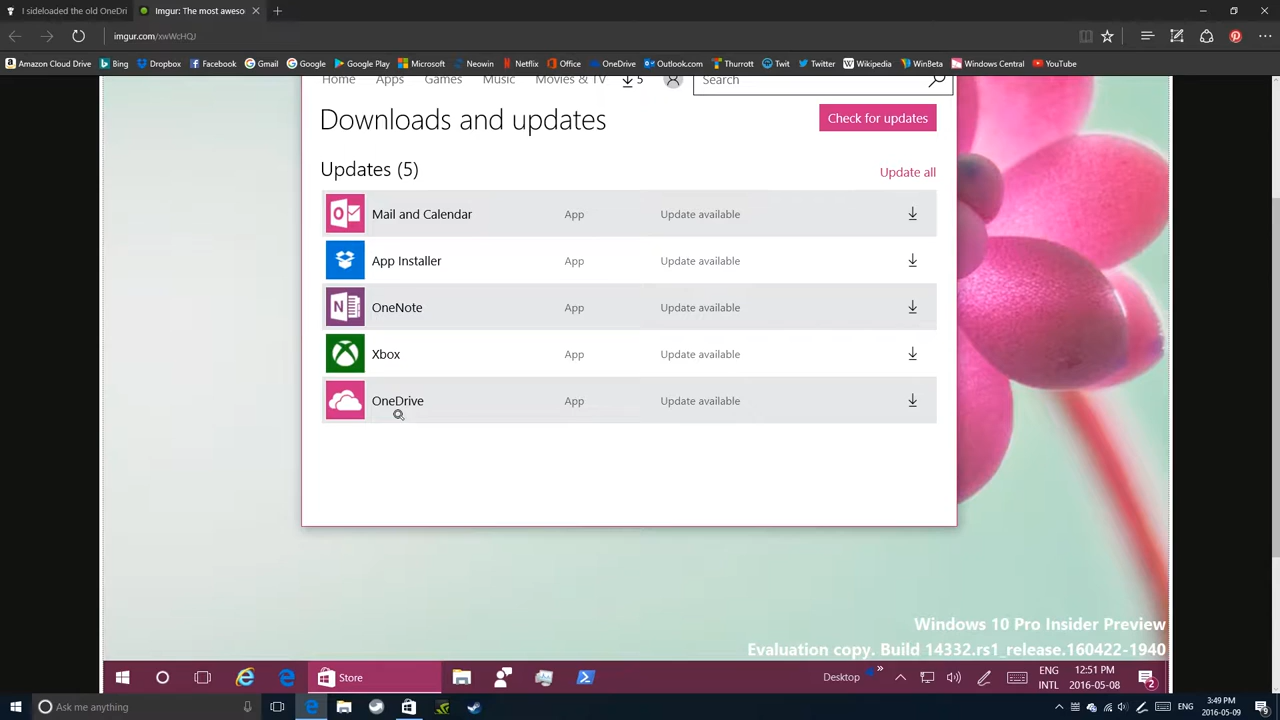 I sideloaded the old OneDri
Imgur: The most aweso
imgur.com/xwWcHQJ
Amazon Cloud Drive
Bing
Dropbox
Facebook
Gmail
Google
Google Play
Microsoft
Neowin
Netflix
Office
OneDrive
Outlook.com
Thurrott
Twit
Twitter
Wikipedia
WinBeta
Windows Central
YouTube
Home Apps Games Music Movies & TV 5 Search
Downloads and updates
Check for updates
Updates (5)
Update all
Mail and Calendar App Update available
App Installer App Update available
OneNote App Update available
Xbox App Update available
OneDrive App Update available
Windows 10 Pro Insider Preview
Evaluation copy. Build 14332.rs1_release.160422-1940
Store
Desktop
»
ENG
INTL
12:51 PM
2016-05-08
2
Ask me anything
ENG
3:49 PM
2016-05-09